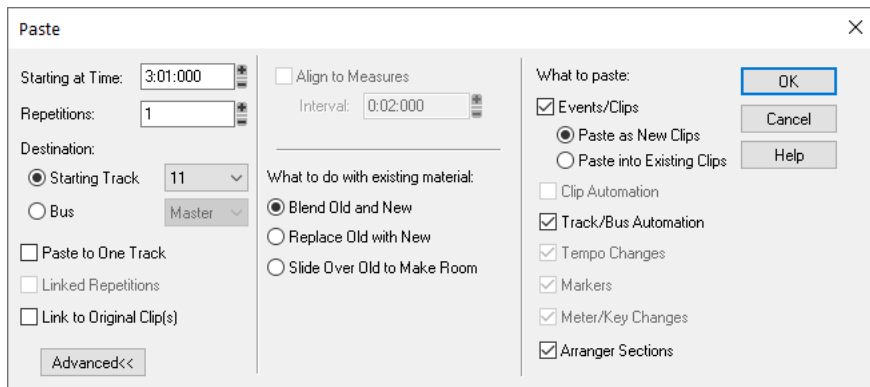 Paste
Starting at Time: 3:01:000
Repetitions: 1
Destination:
Starting Track 11
Bus Master
Paste to One Track
Linked Repetitions
Link to Original Clip(s)
Advanced<<
Align to Measures
Interval: 0:02:000
What to do with existing material:
Blend Old and New
Replace Old with New
Slide Over Old to Make Room
What to paste:
Events/Clips
Paste as New Clips
Paste into Existing Clips
Clip Automation
Track/Bus Automation
Tempo Changes
Markers
Meter/Key Changes
Arranger Sections
OK
Cancel
Help